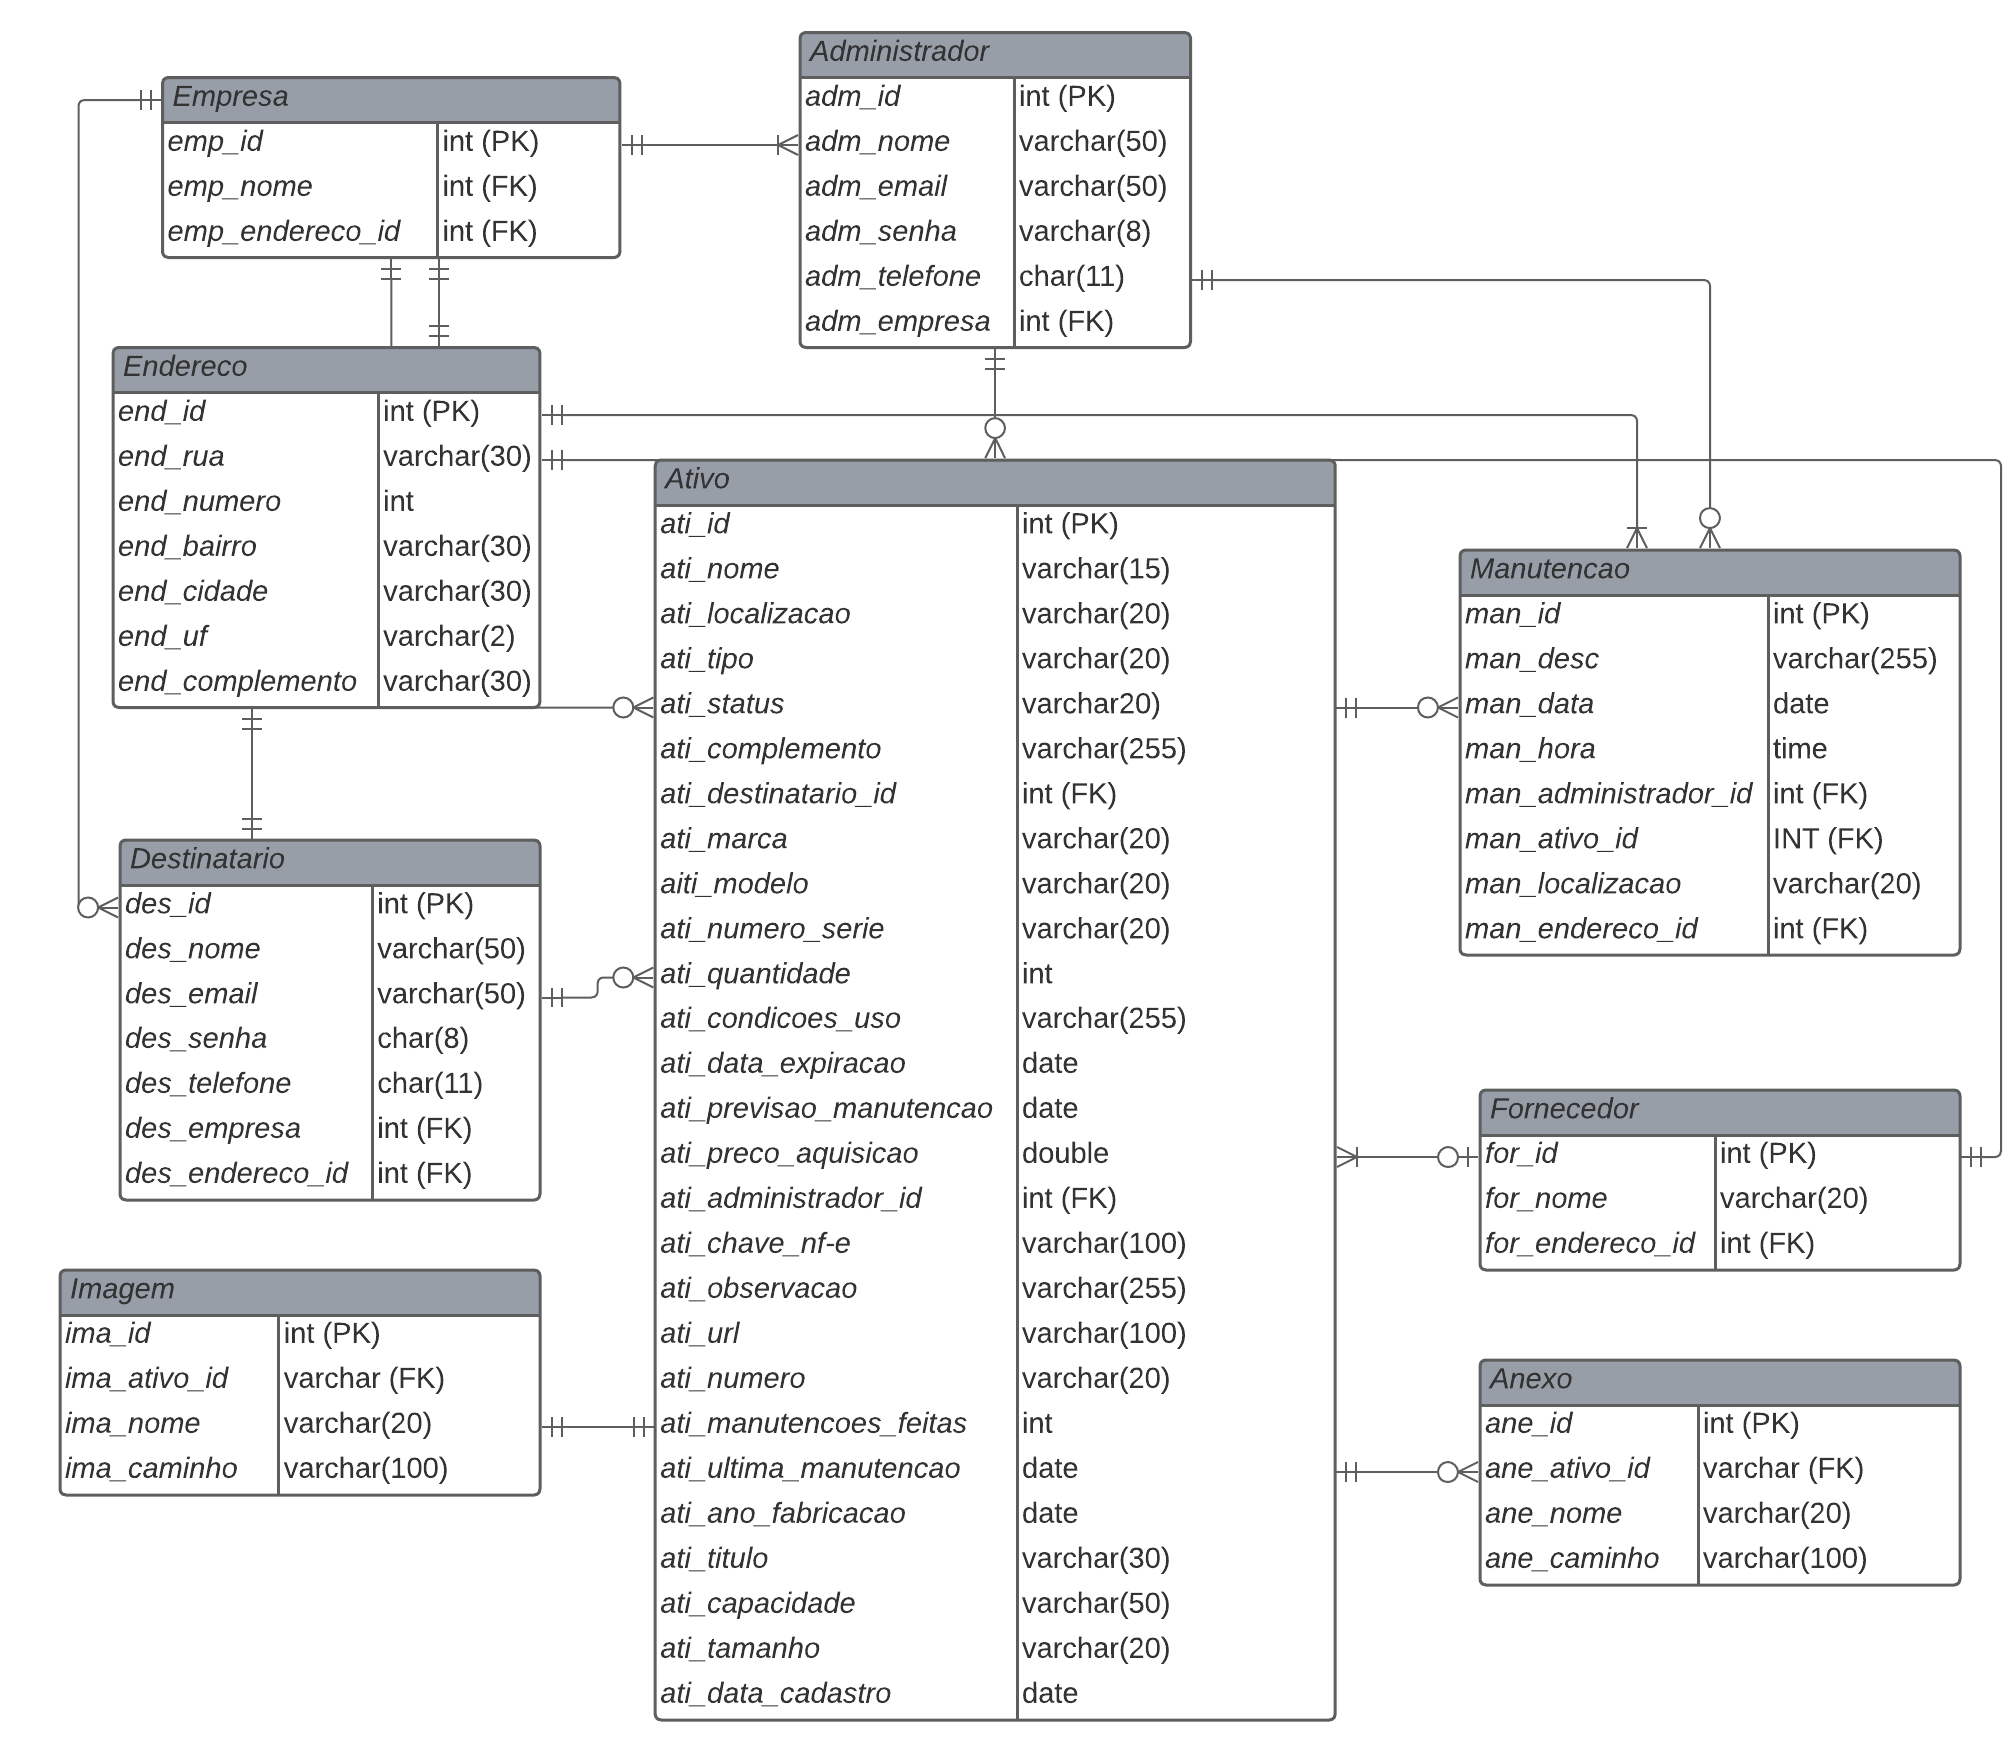 Empresa
emp_id int (PK)
emp_nome int (FK)
emp_endereco_id int (FK)
Administrador
adm_id int (PK)
adm_nome varchar(50)
adm_email varchar(50)
adm_senha varchar(8)
adm_telefone char(11)
adm_empresa int (FK)
Endereco
end_id int (PK)
end_rua varchar(30)
end_numero int
end_bairro varchar(30)
end_cidade varchar(30)
end_uf varchar(2)
end_complemento varchar(30)
Ativo
ati_id int (PK)
ati_nome varchar(15)
ati_localizacao varchar(20)
ati_tipo varchar(20)
ati_status varchar20)
ati_complemento varchar(255)
ati_destinatario_id int (FK)
ati_marca varchar(20)
aiti_modelo varchar(20)
ati_numero_serie varchar(20)
ati_quantidade int
ati_condicoes_uso varchar(255)
ati_data_expiracao date
ati_previsao_manutencao date
ati_preco_aquisicao double
ati_administrador_id int (FK)
ati_chave_nf-e varchar(100)
ati_observacao varchar(255)
ati_url varchar(100)
ati_numero varchar(20)
ati_manutencoes_feitas int
ati_ultima_manutencao date
ati_ano_fabricacao date
ati_titulo varchar(30)
ati_capacidade varchar(50)
ati_tamanho varchar(20)
ati_data_cadastro date
Manutencao
man_id int (PK)
man_desc varchar(255)
man_data date
man_hora time
man_administrador_id int (FK)
man_ativo_id INT (FK)
man_localizacao varchar(20)
man_endereco_id int (FK)
Destinatario
des_id int (PK)
des_nome varchar(50)
des_email varchar(50)
des_senha char(8)
des_telefone char(11)
des_empresa int (FK)
des_endereco_id int (FK)
Fornecedor
for_id int (PK)
for_nome varchar(20)
for_endereco_id int (FK)
Imagem
ima_id int (PK)
ima_ativo_id varchar (FK)
ima_nome varchar(20)
ima_caminho varchar(100)
Anexo
ane_id int (PK)
ane_ativo_id varchar (FK)
ane_nome varchar(20)
ane_caminho varchar(100)